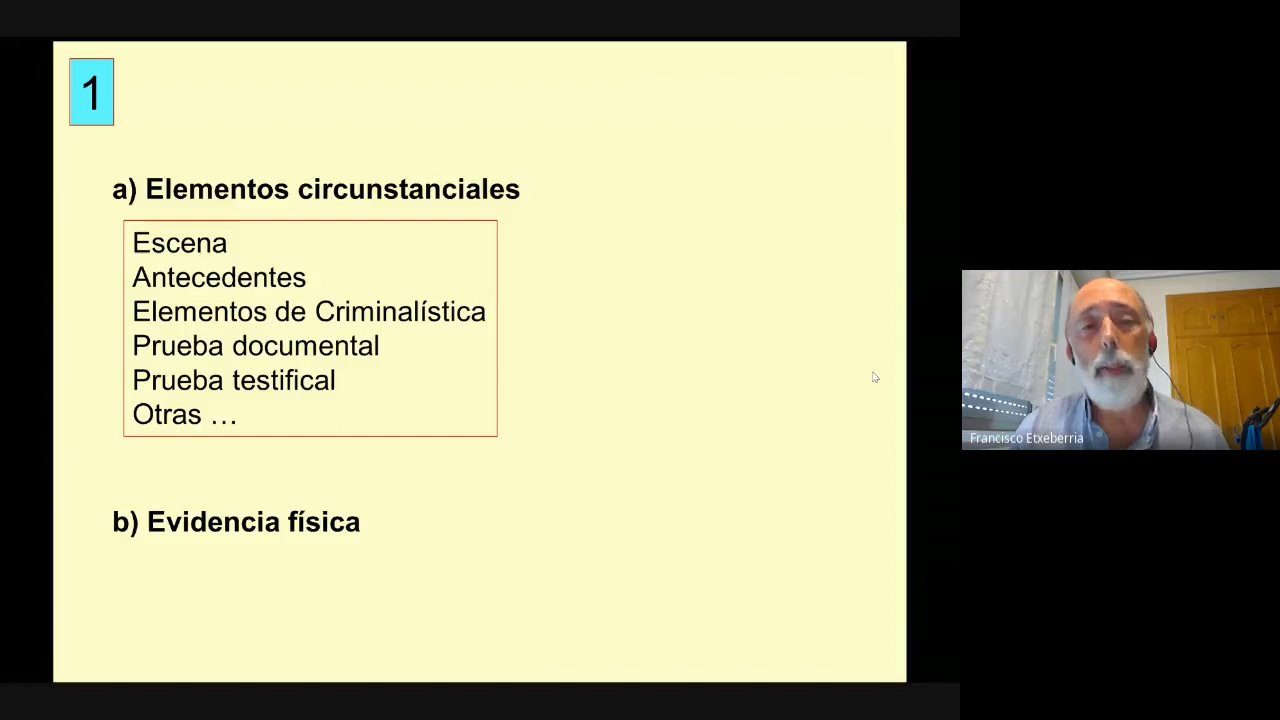 1
a) Elementos circunstanciales
Escena
Antecedentes
Elementos de Criminalística
Prueba documental
Prueba testifical
Otras …
b) Evidencia física
Francisco Etxeberria